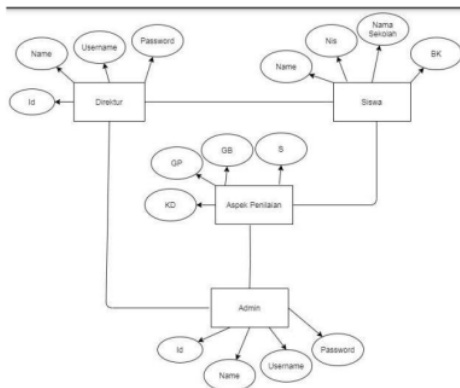 Name
Username
Password
Id
Direktur
Name
Nis
Nama
Sekolah
BK
Siswa
GP
GB
S
KD
Aspek Penilaian
Admin
Id
Name
Username
Password